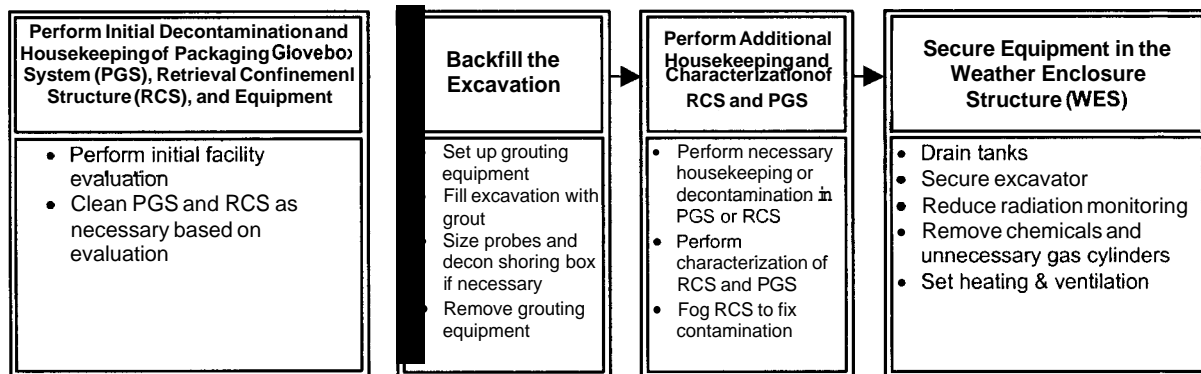 Perform Initial Decontamination and
Housekeeping of Packaging Glovebox
System (PGS), Retrieval Confinement
Structure (RCS), and Equipment
• Perform initial facility
evaluation
• Clean PGS and RCS as
necessary based on
evaluation
Backfill the
Excavation
Set up grouting
equipment
Fill excavation with
grout
Size probes and
decon shoring box
if necessary
Remove grouting
equipment
Perform Additional
Housekeeping and
Characterization of
RCS and PGS
• Perform necessary
housekeeping or
decontamination in
PGS or RCS
• Perform
characterization of
RCS and PGS
• Fog RCS to fix
contamination
Secure Equipment in the
Weather Enclosure
Structure (WES)
• Drain tanks
• Secure excavator
• Reduce radiation monitoring
• Remove chemicals and
unnecessary gas cylinders
• Set heating & ventilation